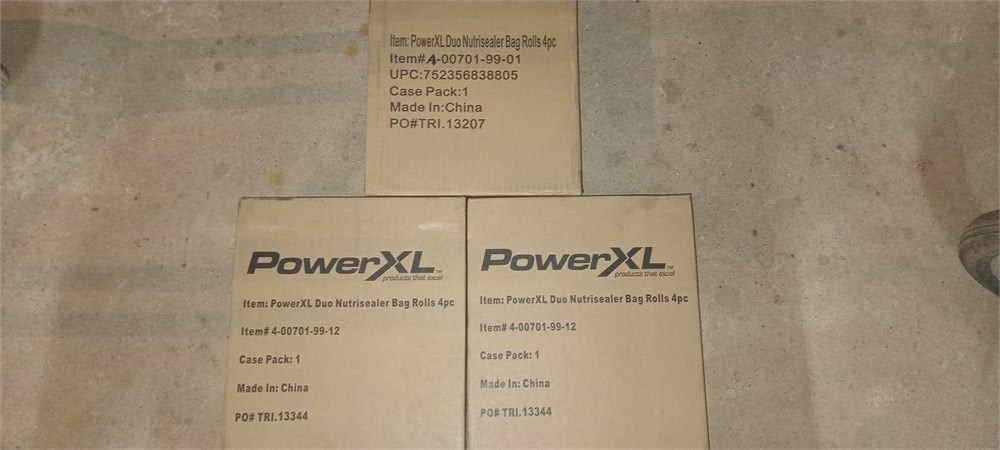 Item: PowerXL Duo Nutrisealer Bag Rolls 4pc
Item#4-00701-99-01
UPC:752356838805
Case Pack:1
Made In:China
PO#TRI.13207
PowerXL™
products that excel
Item: PowerXL Duo Nutrisealer Bag Rolls 4pc
Item# 4-00701-99-12
Case Pack: 1
Made In: China
PO# TRI.13344
PowerXL™
products that excel
Item: PowerXL Duo Nutrisealer Bag Rolls 4pc
Item# 4-00701-99-12
Case Pack: 1
Made In: China
PO# TRI.13344